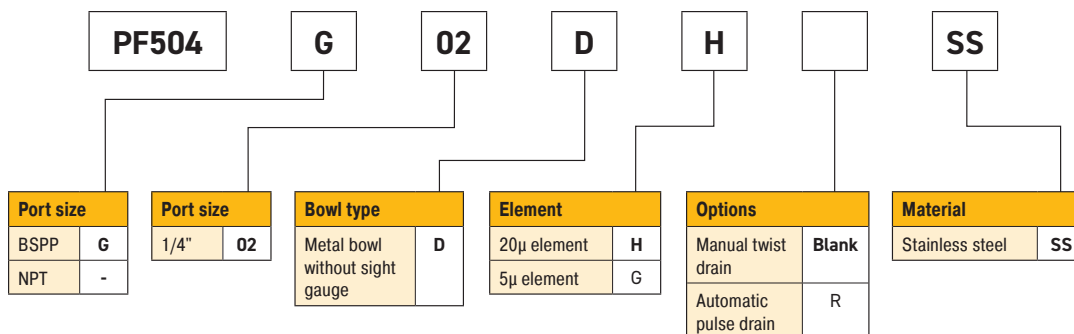 PF504 G 02 D H SS
Port size
BSPP G
NPT -
Port size
1/4" 02
Bowl type
Metal bowl D
without sight
gauge
Element
20µ element H
5µ element G
Options
Manual twist Blank
drain
Automatic R
pulse drain
Material
Stainless steel SS